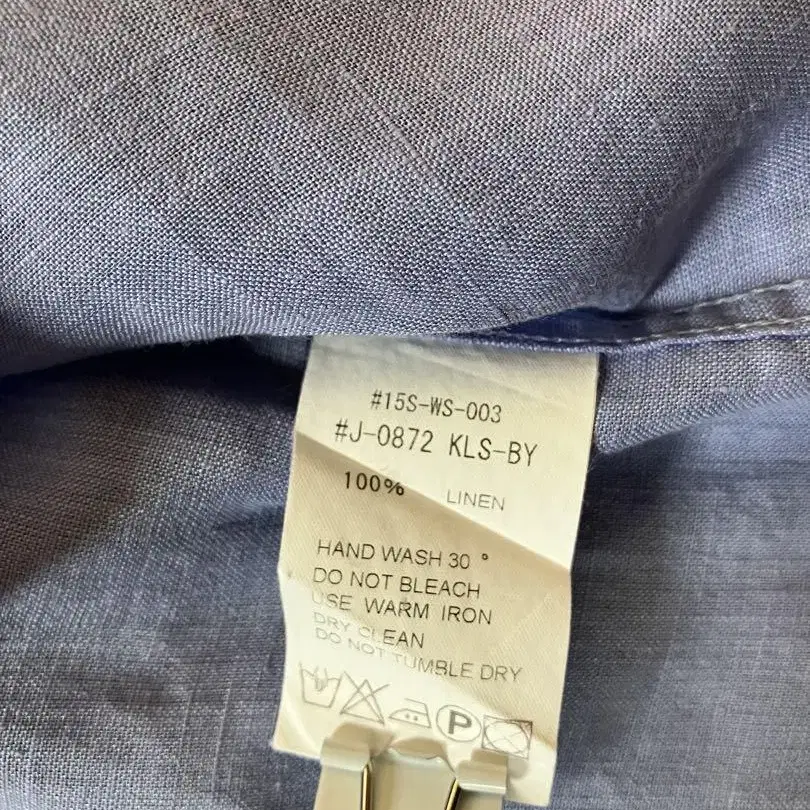 #15S-WS-003
#J-0872 KLS-BY
100% LINEN
HAND WASH 30 °
DO NOT BLEACH
USE WARM IRON
DRY CLEAN
DO NOT TUMBLE DRY
P